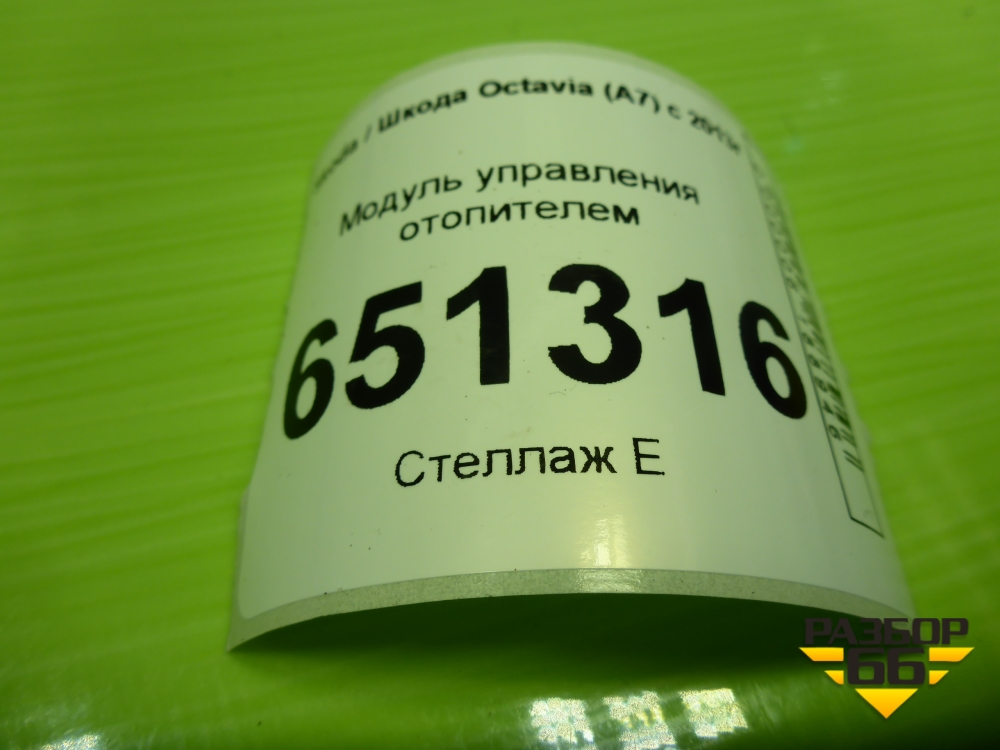 Шкода Octavia (A7) с 2013г
Модуль управления
отопителем
651316
Стеллаж Е
РАЗБОР
66